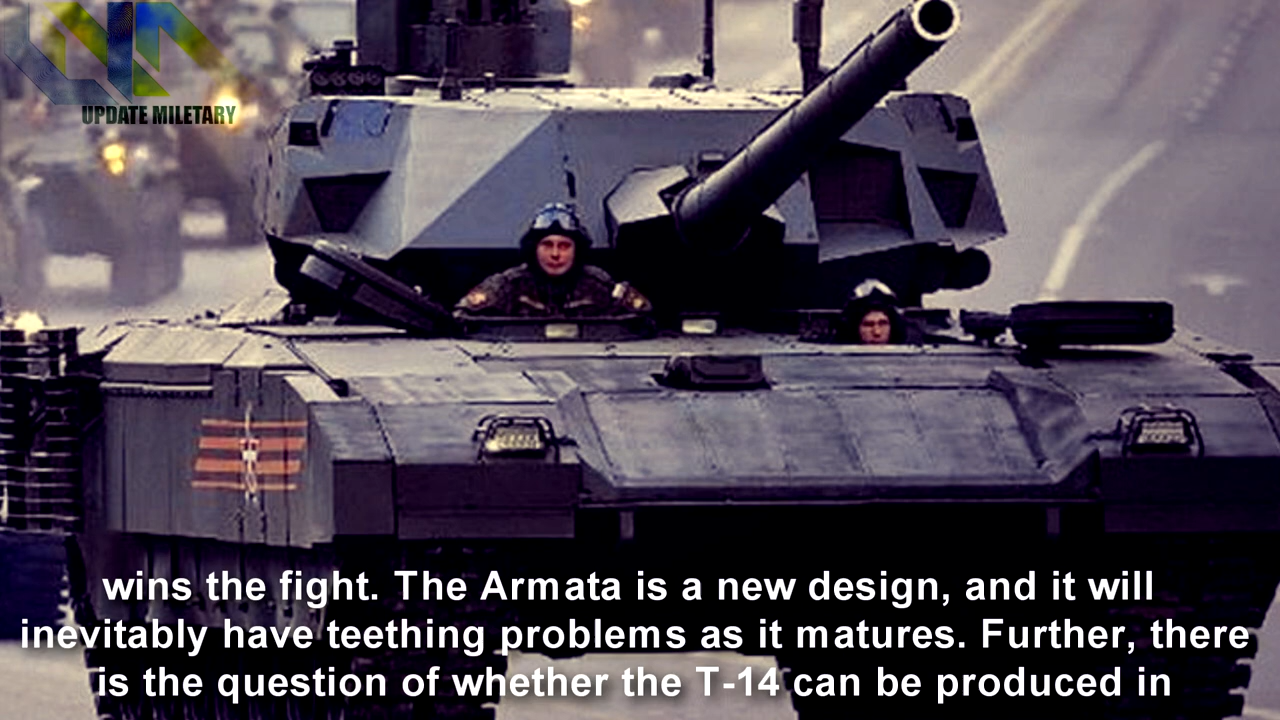 UPDATE MILETARY
wins the fight. The Armata is a new design, and it will
inevitably have teething problems as it matures. Further, there
is the question of whether the T-14 can be produced in